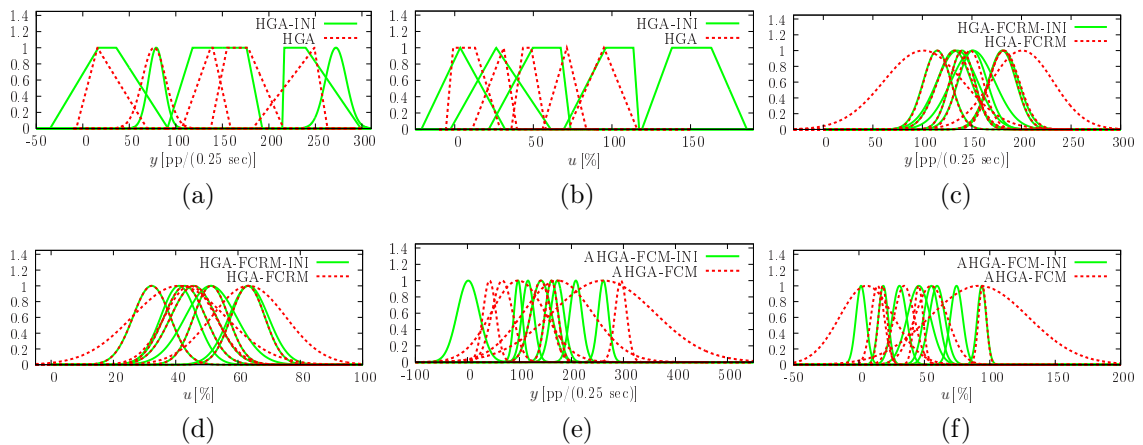 1.4
1.2
1
0.8
0.6
0.4
0.2
0
HGA-INI
HGA
-50 0 50 100 150 200 250 300
y [pp/(0.25 sec)]
(a)
1.4
1.2
1
0.8
0.6
0.4
0.2
0
HGA-INI
HGA
0 50 100 150
u [%]
(b)
1.4
1.2
1
0.8
0.6
0.4
0.2
0
HGA-FCRM-INI
HGA-FCRM
0 50 100 150 200 250 300
y [pp/(0.25 sec)]
(c)
1.4
1.2
1
0.8
0.6
0.4
0.2
0
HGA-FCRM-INI
HGA-FCRM
0 20 40 60 80 100
u [%]
(d)
1.4
1.2
1
0.8
0.6
0.4
0.2
0
AHGA-FCM-INI
AHGA-FCM
-100 0 100 200 300 400 500
y [pp/(0.25 sec)]
(e)
1.4
1.2
1
0.8
0.6
0.4
0.2
0
AHGA-FCM-INI
AHGA-FCM
-50 0 50 100 150 200
u [%]
(f)